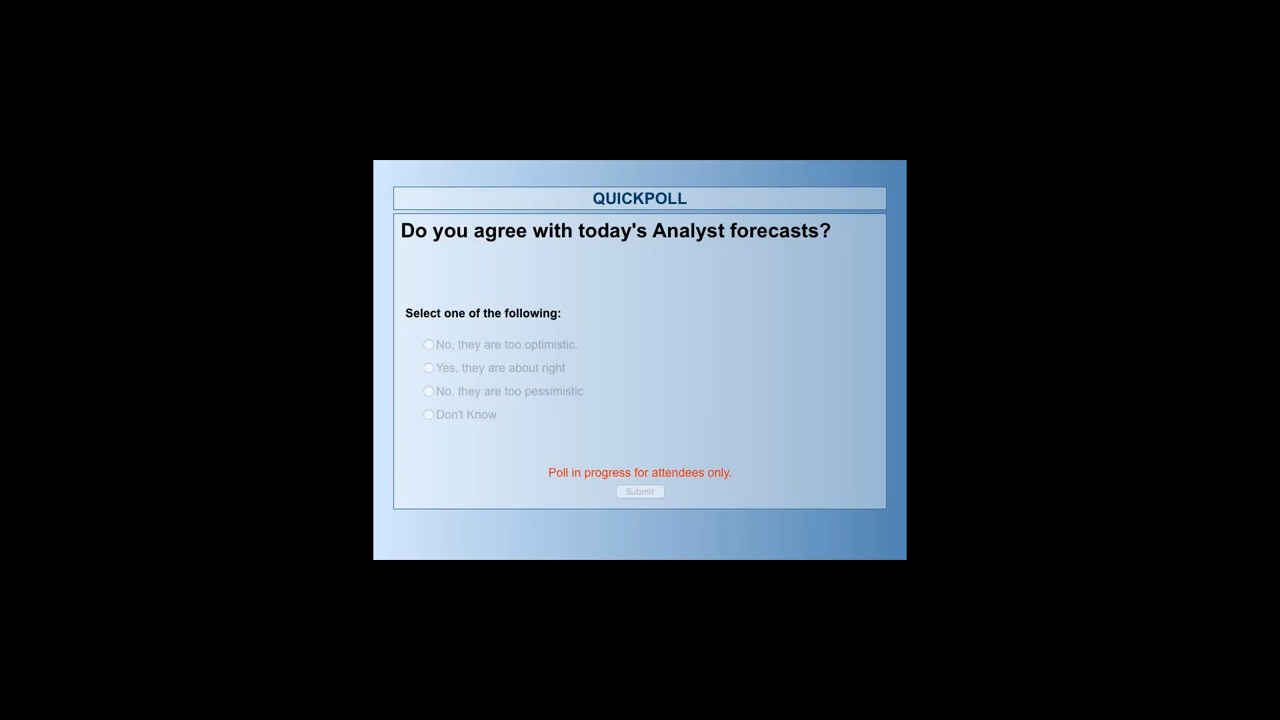 QUICKPOLL
Do you agree with today's Analyst forecasts?
Select one of the following:
No, they are too optimistic.
Yes, they are about right
No, they are too pessimistic
Don't Know
Poll in progress for attendees only.
Submit